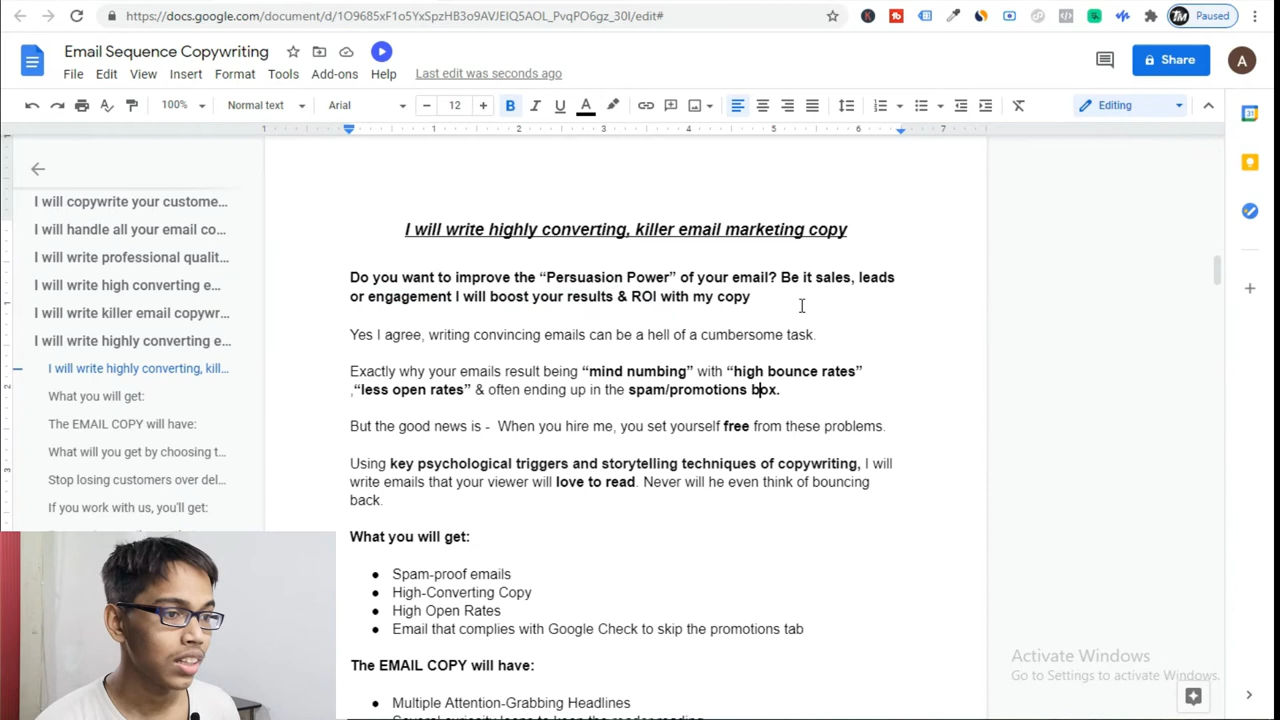 https://docs.google.com/document/d/1O9685xF1o5YxSpzHB3o9AVJEIQ5AOL_PvqPO6gz_30I/edit#
Paused
Email Sequence Copywriting
File Edit View Insert Format Tools Add-ons Help Last edit was seconds ago
Share
A
100% Normal text Arial 12 B I U A Editing
1 1 2 3 4 5 6 7
I will copywrite your custome...
I will handle all your email co...
I will write professional qualit...
I will write high converting e...
I will write killer email copywr...
I will write highly converting e...
I will write highly converting, kill...
What you will get:
The EMAIL COPY will have:
What will you get by choosing t...
Stop losing customers over del...
If you work with us, you'll get:
I will write highly converting, killer email marketing copy
Do you want to improve the “Persuasion Power” of your email? Be it sales, leads
or engagement I will boost your results & ROI with my copy
Yes I agree, writing convincing emails can be a hell of a cumbersome task.
Exactly why your emails result being “mind numbing” with “high bounce rates”
,“less open rates” & often ending up in the spam/promotions box.
But the good news is - When you hire me, you set yourself free from these problems.
Using key psychological triggers and storytelling techniques of copywriting, I will
write emails that your viewer will love to read. Never will he even think of bouncing
back.
What you will get:
● Spam-proof emails
● High-Converting Copy
● High Open Rates
● Email that complies with Google Check to skip the promotions tab
The EMAIL COPY will have:
● Multiple Attention-Grabbing Headlines
Activate Windows
Go to Settings to activate Windows.